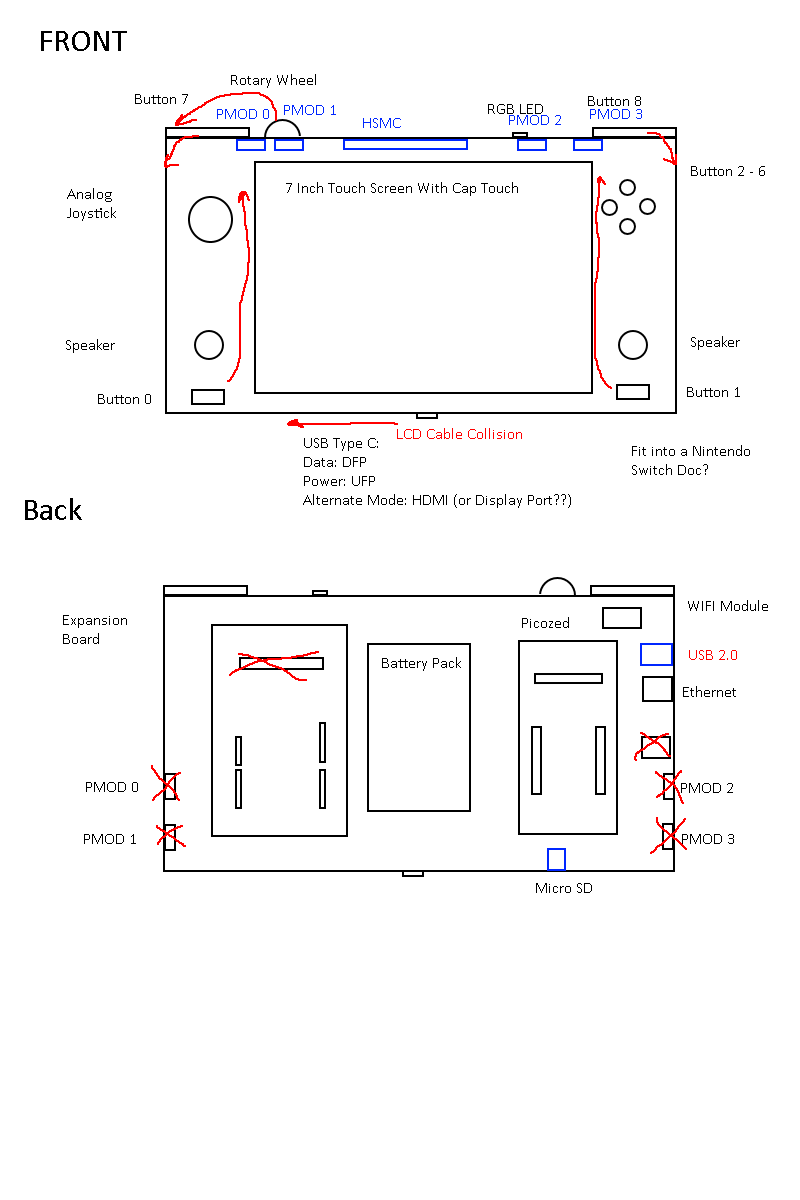 FRONT
Rotary Wheel
Button 7
PMOD 0
PMOD 1
HSMC
RGB LED
PMOD 2
Button 8
PMOD 3
7 Inch Touch Screen With Cap Touch
Button 2 - 6
Analog
Joystick
Speaker
Speaker
Button 0
Button 1
LCD Cable Collision
USB Type C:
Data: DFP
Power: UFP
Alternate Mode: HDMI (or Display Port??)
Fit into a Nintendo
Switch Doc?
Back
Expansion
Board
Picozed
WIFI Module
Battery Pack
USB 2.0
Ethernet
PMOD 0
PMOD 2
PMOD 1
PMOD 3
Micro SD